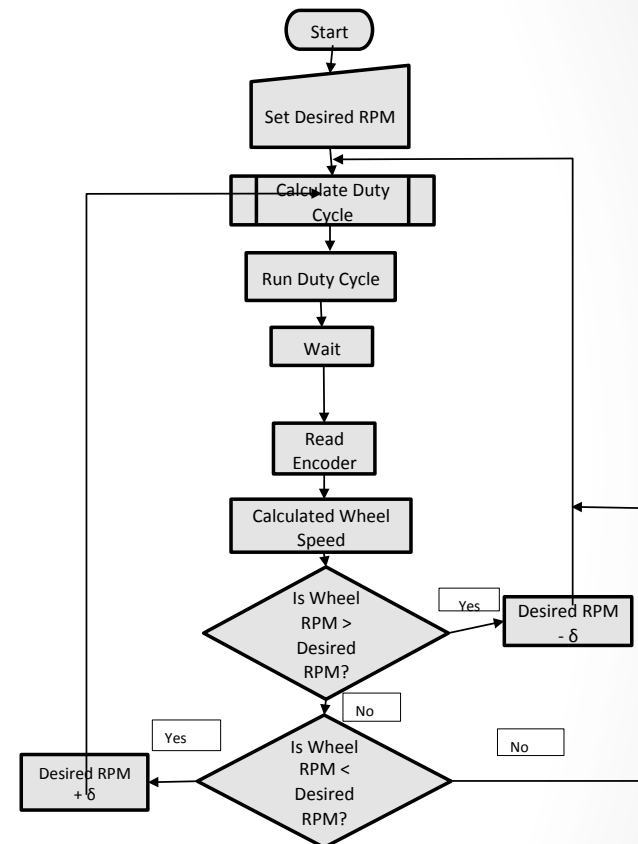 Start
Set Desired RPM
Calculate Duty
Cycle
Run Duty Cycle
Wait
Read
Encoder
Calculated Wheel
Speed
Is Wheel
RPM >
Desired
RPM?
Yes
Desired RPM
- δ
No
Is Wheel
RPM <
Desired
RPM?
Yes
Desired RPM
+ δ
No